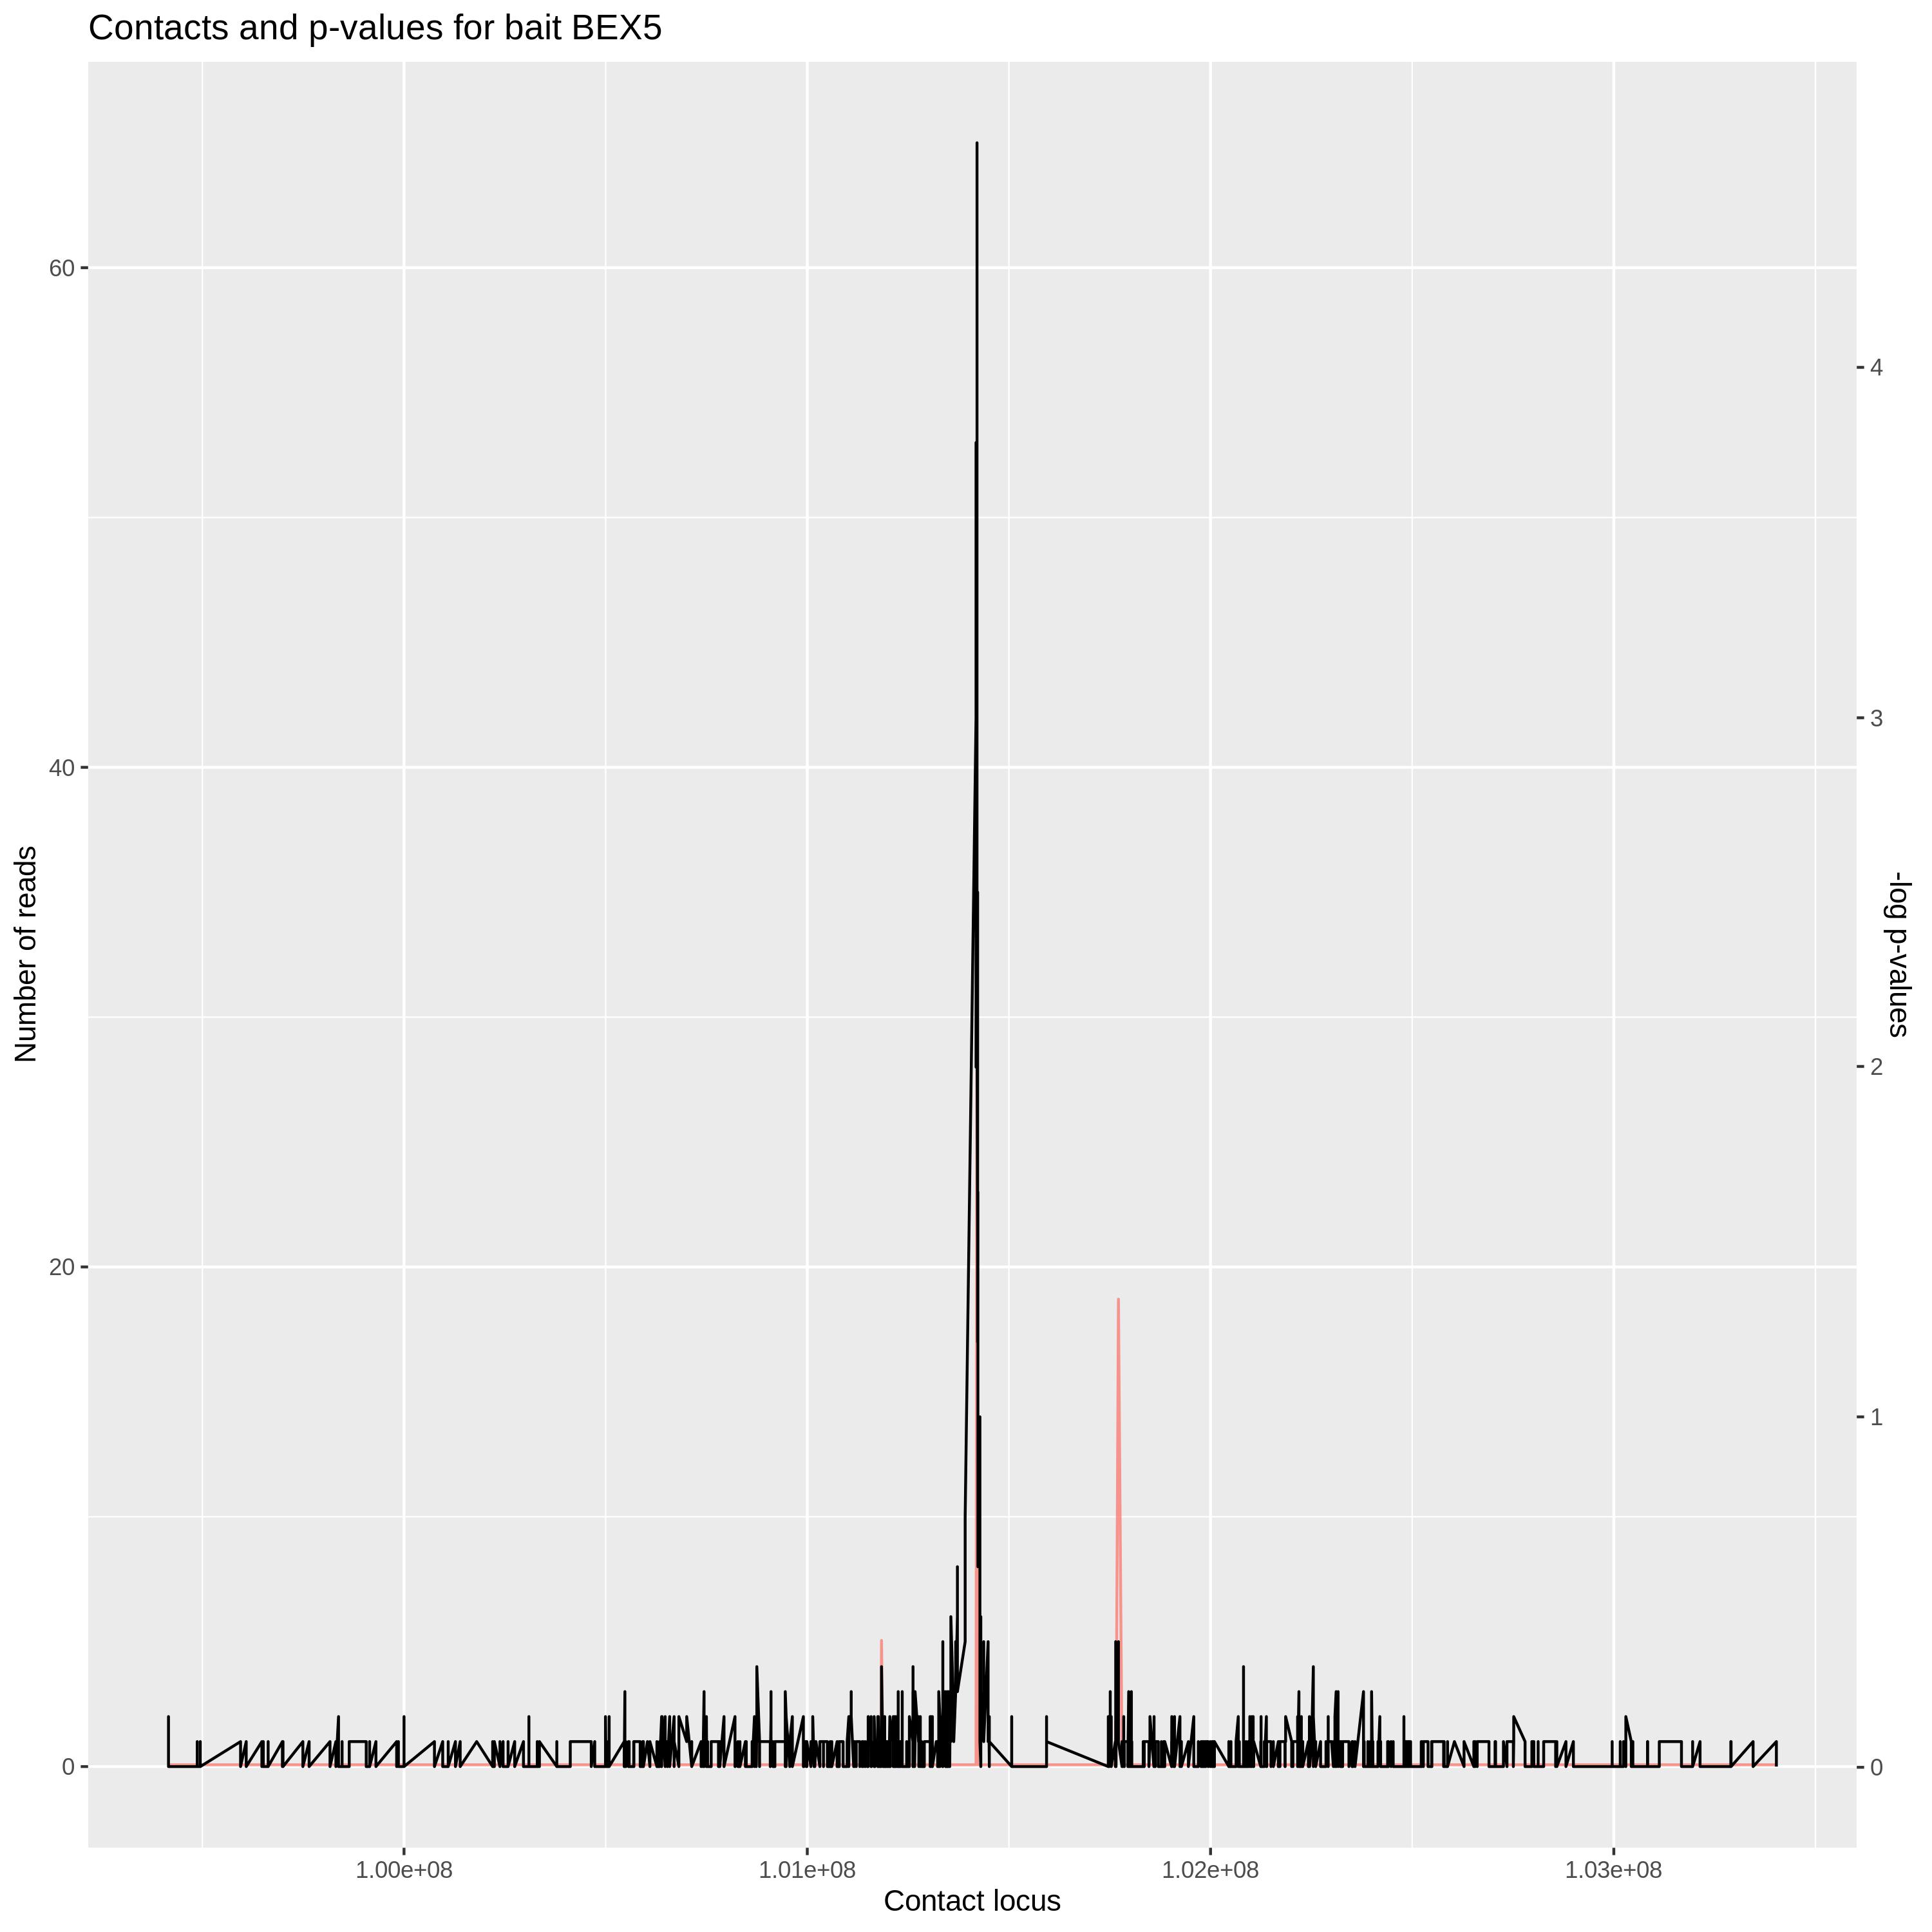 Contacts and p-values for bait BEX5
60
40
20
0
Number of reads
4
3
2
1
0
-log p-values
1.00e+08
1.01e+08
1.02e+08
1.03e+08
Contact locus